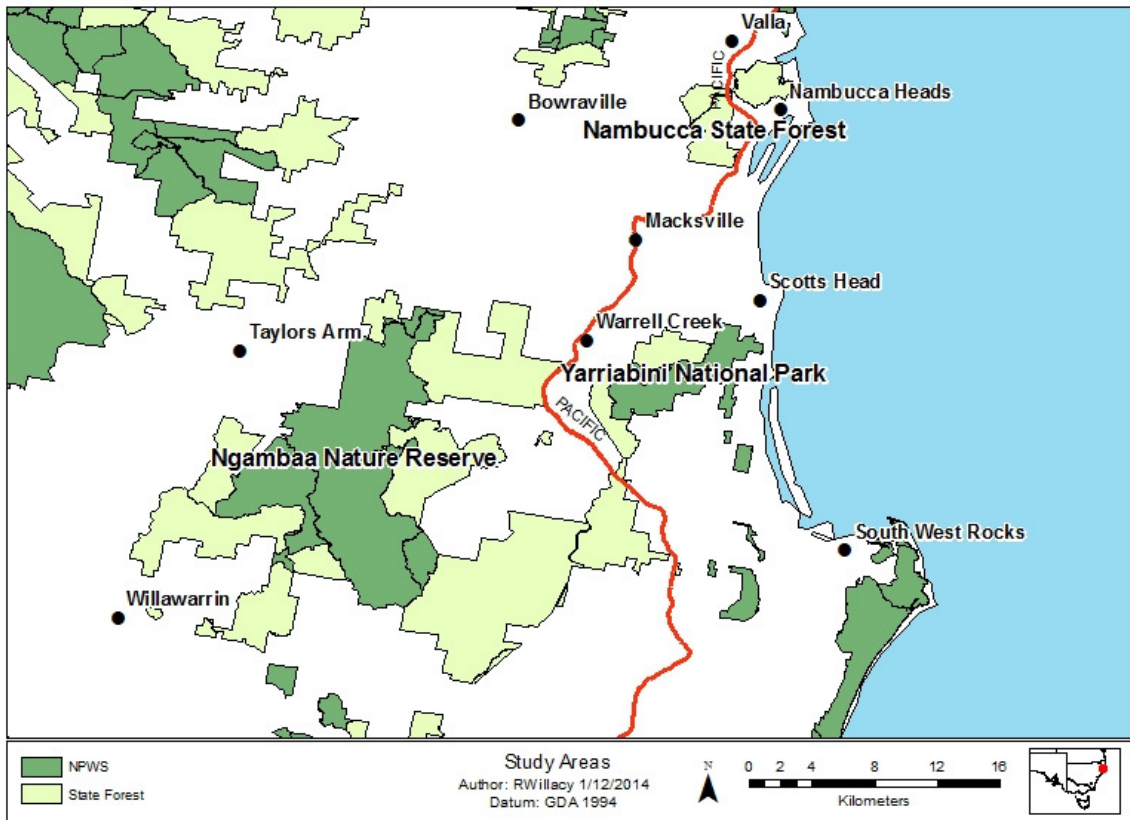 Valla
PACIFIC
Nambucca Heads
Bowraville
Nambucca State Forest
Macksville
Scotts Head
Warrell Creek
Taylors Arm
Yarriabini National Park
PACIFIC
Ngambaa Nature Reserve
South West Rocks
Willawarrin
NPWS
State Forest
Study Areas
Author: RWillacy 1/12/2014
Datum: GDA 1994
N
0 2 4 8 12 16
Kilometers